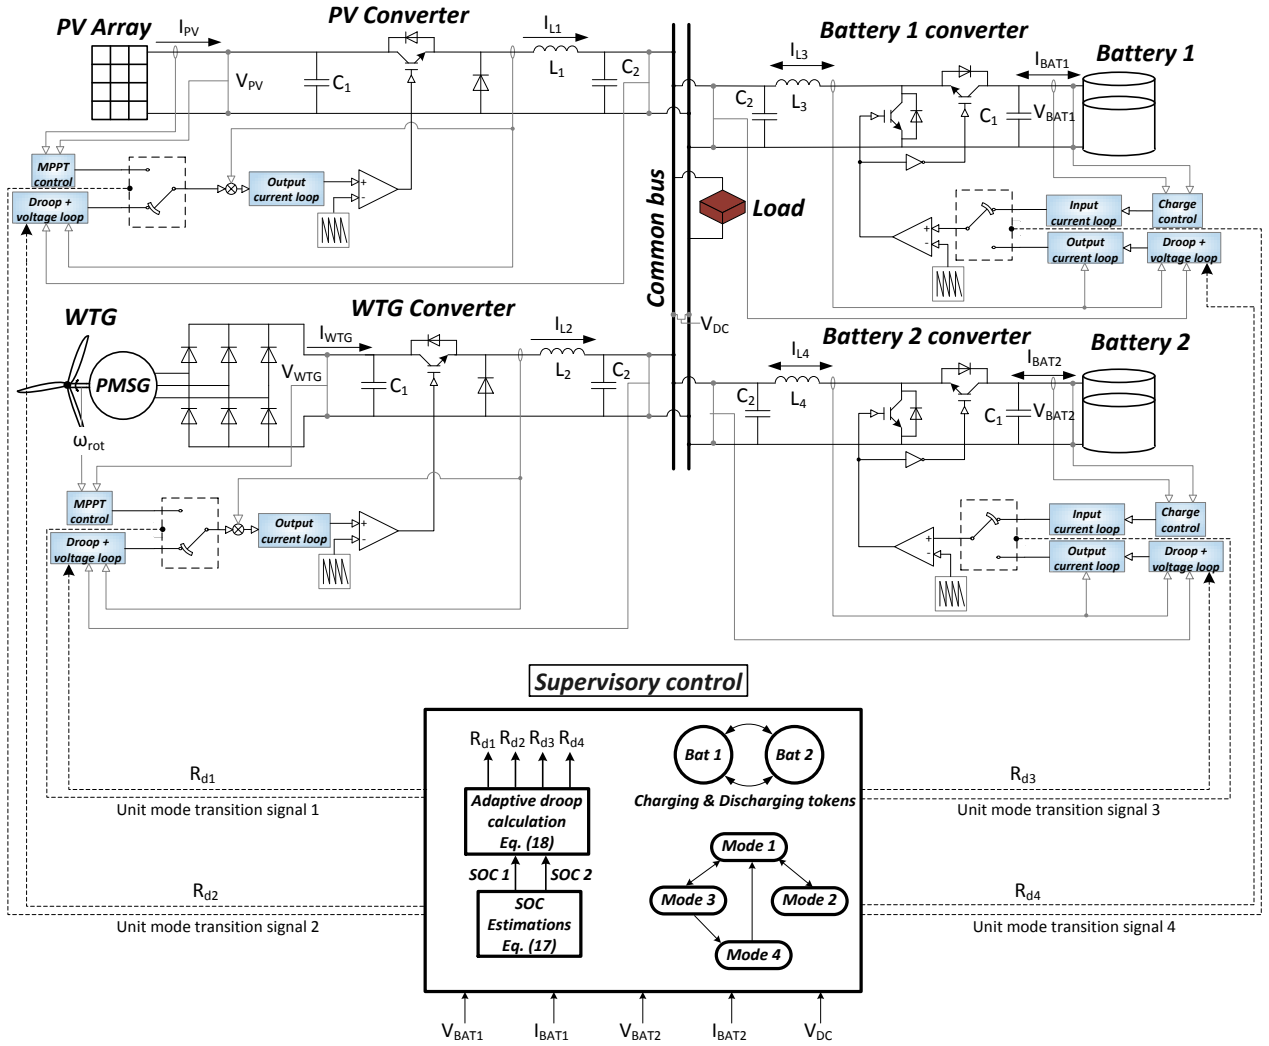 PV Array
I_PV
PV Converter
I_L1
V_PV
C_1
L_1
C_2
MPPT
control
Droop +
voltage loop
Output
current loop
+
-
Battery 1 converter
I_L3
C_2
L_3
I_BAT1
Battery 1
C_1
V_BAT1
Common bus
Load
+
-
Input
current loop
Charge
control
Output
current loop
Droop +
voltage loop
V_DC
WTG
PMSG
ω_rot
I_WTG
V_WTG
WTG Converter
I_L2
C_1
L_2
C_2
MPPT
control
Droop +
voltage loop
Output
current loop
+
-
Battery 2 converter
I_L4
C_2
L_4
I_BAT2
Battery 2
C_1
V_BAT2
+
-
Input
current loop
Charge
control
Output
current loop
Droop +
voltage loop
Supervisory control
R_d1 R_d2 R_d3 R_d4
Adaptive droop
calculation
Eq. (18)
SOC 1 SOC 2
SOC
Estimations
Eq. (17)
Bat 1
Bat 2
Charging & Discharging tokens
Mode 1
Mode 3
Mode 2
Mode 4
R_d1
Unit mode transition signal 1
R_d2
Unit mode transition signal 2
R_d3
Unit mode transition signal 3
R_d4
Unit mode transition signal 4
V_BAT1
I_BAT1
V_BAT2
I_BAT2
V_DC